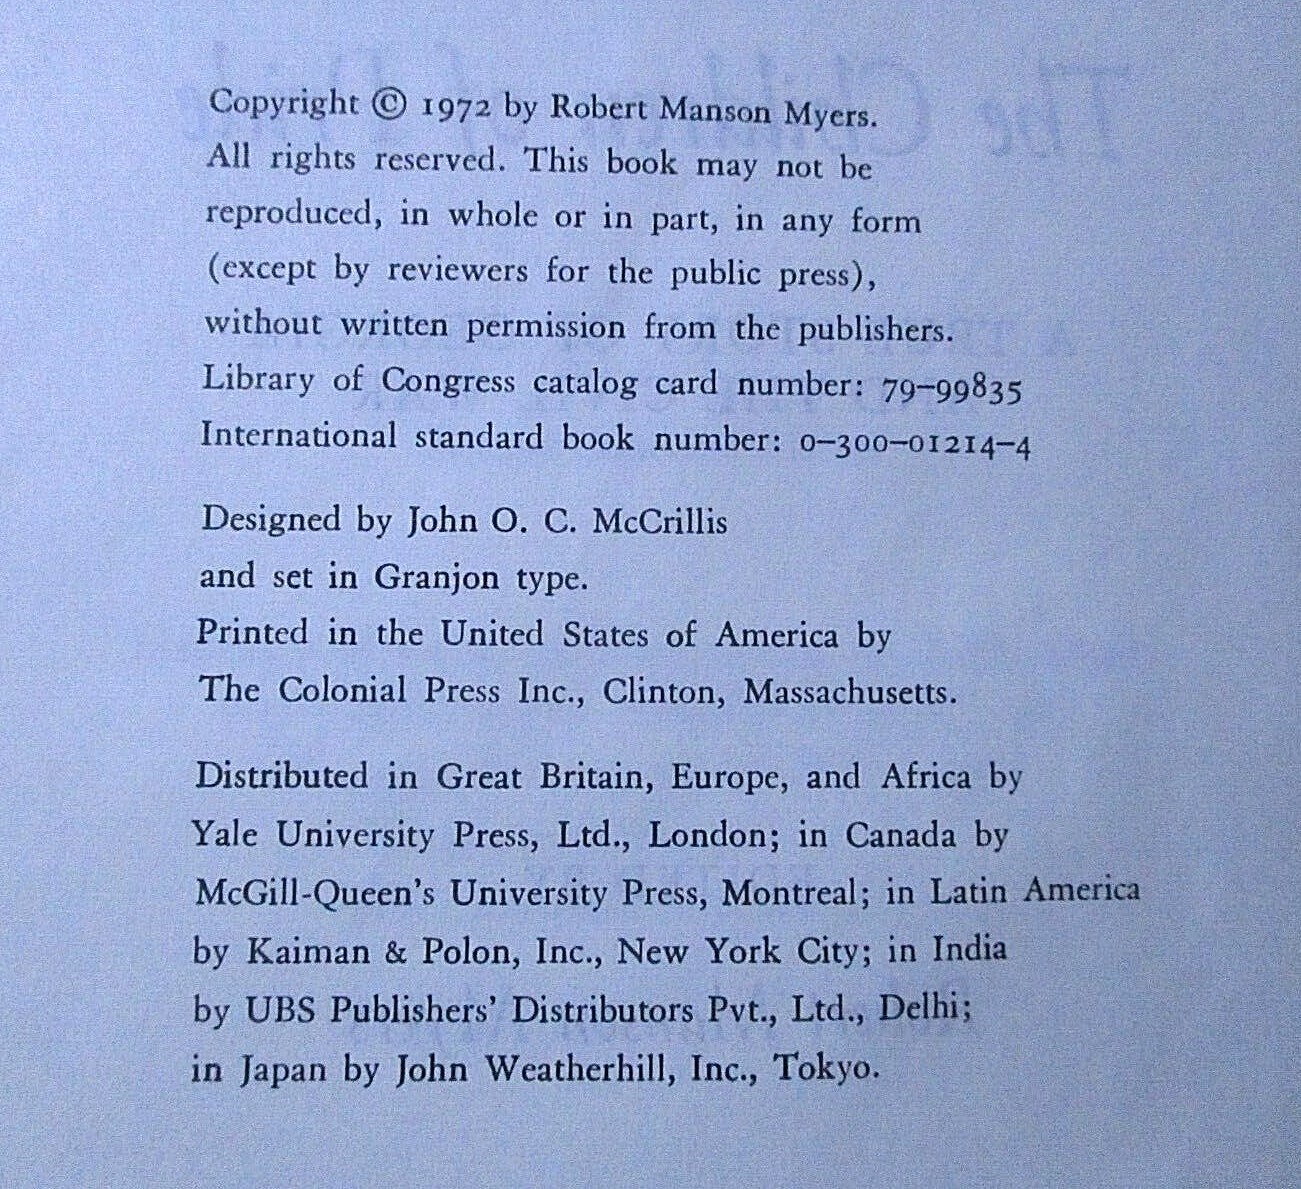 Copyright © 1972 by Robert Manson Myers.
All rights reserved. This book may not be
reproduced, in whole or in part, in any form
(except by reviewers for the public press),
without written permission from the publishers.
Library of Congress catalog card number: 79–99835
International standard book number: 0–300–01214–4
Designed by John O. C. McCrillis
and set in Granjon type.
Printed in the United States of America by
The Colonial Press Inc., Clinton, Massachusetts.
Distributed in Great Britain, Europe, and Africa by
Yale University Press, Ltd., London; in Canada by
McGill-Queen's University Press, Montreal; in Latin America
by Kaiman & Polon, Inc., New York City; in India
by UBS Publishers' Distributors Pvt., Ltd., Delhi;
in Japan by John Weatherhill, Inc., Tokyo.